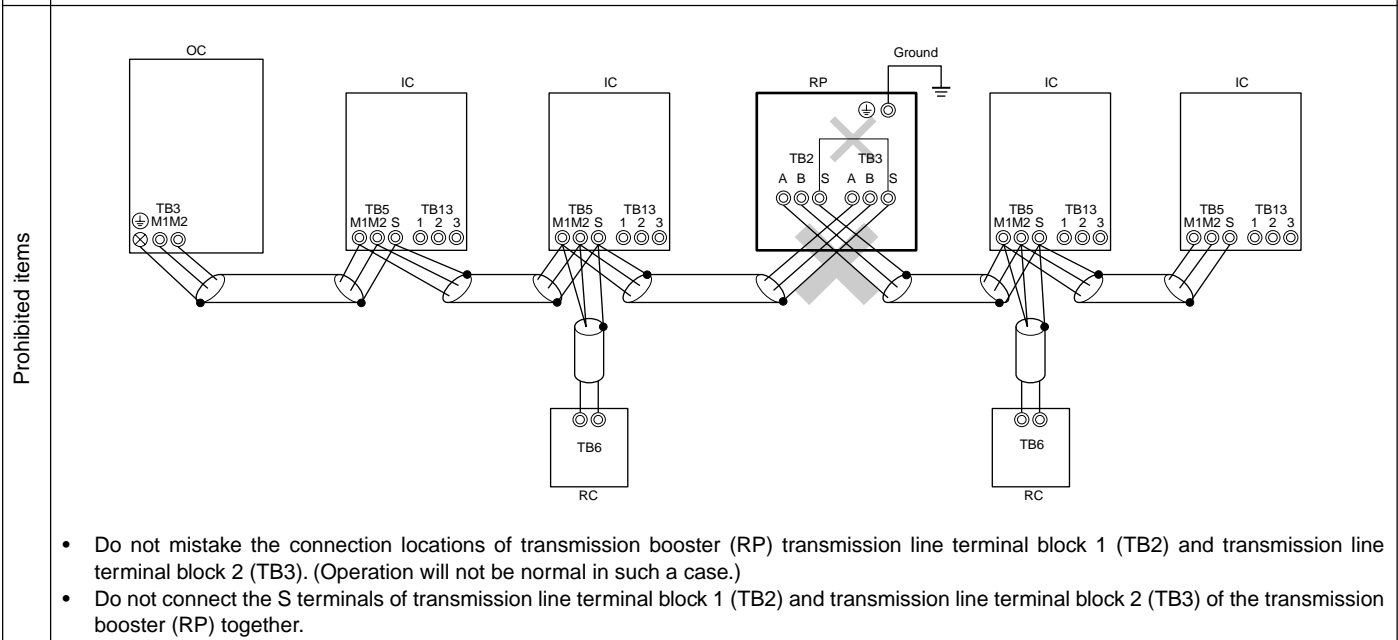 Prohibited items
OC
IC
IC
RP
Ground
IC
IC
TB2
TB3
A B S
A B S
TB3
M1M2
TB5
M1M2 S
TB13
1 2 3
TB5
M1M2 S
TB13
1 2 3
TB5
M1M2 S
TB13
1 2 3
TB5
M1M2 S
TB13
1 2 3
TB6
RC
TB6
RC
• Do not mistake the connection locations of transmission booster (RP) transmission line terminal block 1 (TB2) and transmission line
terminal block 2 (TB3). (Operation will not be normal in such a case.)
• Do not connect the S terminals of transmission line terminal block 1 (TB2) and transmission line terminal block 2 (TB3) of the transmission
booster (RP) together.